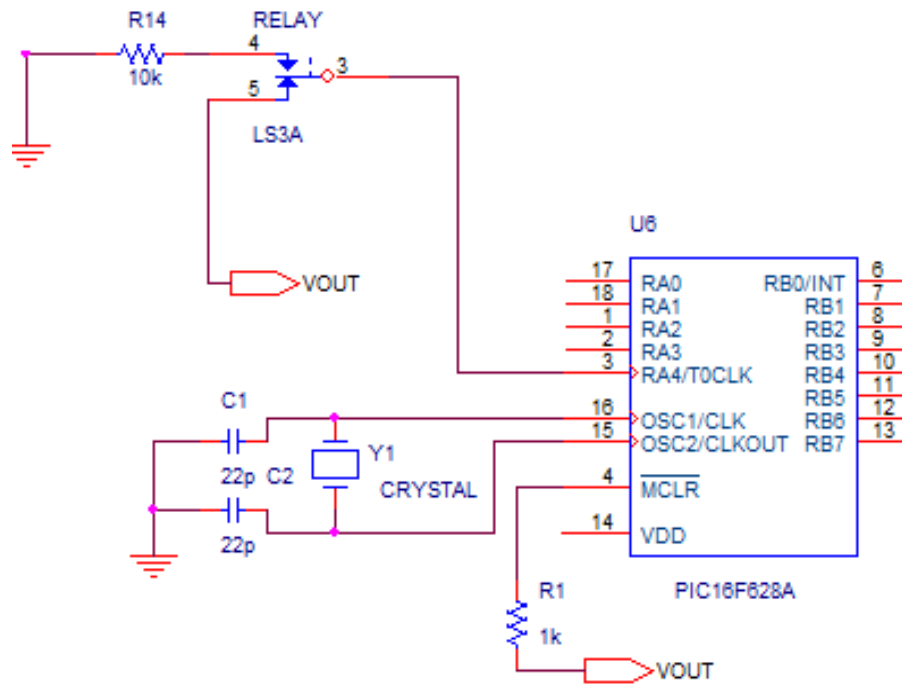 R14
RELAY
4
3
10k
5
LS3A
VOUT
U6
17 RA0 RB0/INT 6
18 RA1 RB1 7
1 RA2 RB2 8
2 RA3 RB3 9
3 RA4/T0CLK RB4 10
RB5 11
16 OSC1/CLK RB6 12
15 OSC2/CLKOUT RB7 13
C1
22p C2
Y1
CRYSTAL
22p
4 MCLR
14 VDD
PIC16F628A
R1
1k
VOUT